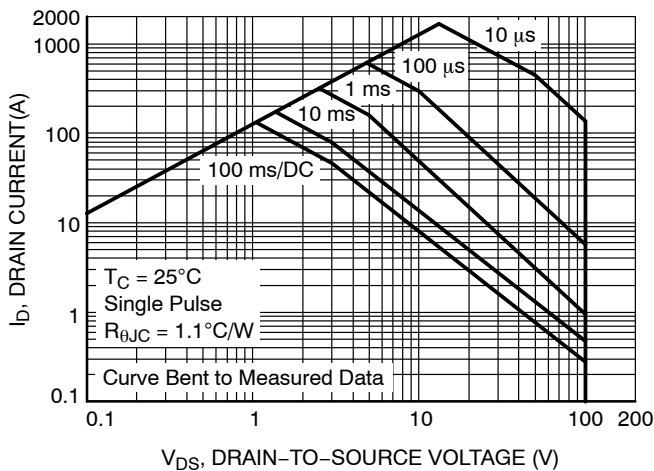 2000
1000
100
10
1
0.1
I_D, DRAIN CURRENT(A)
10 µs
100 µs
1 ms
10 ms
100 ms/DC
T_C = 25°C
Single Pulse
R_θJC = 1.1°C/W
Curve Bent to Measured Data
0.1 1 10 100 200
V_DS, DRAIN−TO−SOURCE VOLTAGE (V)